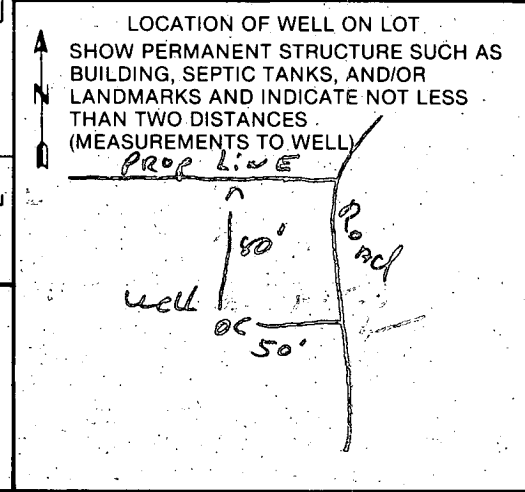 LOCATION OF WELL ON LOT
SHOW PERMANENT STRUCTURE SUCH AS
BUILDING, SEPTIC TANKS, AND/OR
N LANDMARKS AND INDICATE NOT LESS
THAN TWO DISTANCES
(MEASUREMENTS TO WELL)
PROP LINE
Road
well
50'